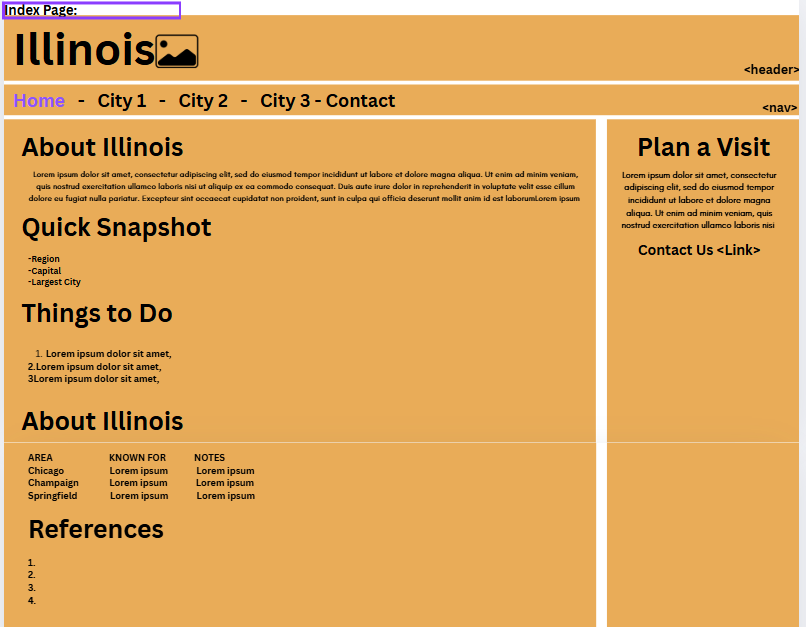 Index Page:
Illinois
<header>
Home - City 1 - City 2 - City 3 - Contact
<nav>
About Illinois
Lorem ipsum dolor sit amet, consectetur adipiscing elit, sed do eiusmod tempor incididunt ut labore et dolore magna aliqua. Ut enim ad minim veniam,
quis nostrud exercitation ullamco laboris nisi ut aliquip ex ea commodo consequat. Duis aute irure dolor in reprehenderit in voluptate velit esse cillum
dolore eu fugiat nulla pariatur. Excepteur sint occaecat cupidatat non proident, sunt in culpa qui officia deserunt mollit anim id est laborumLorem ipsum
Quick Snapshot
-Region
-Capital
-Largest City
Things to Do
1. Lorem ipsum dolor sit amet,
2.Lorem ipsum dolor sit amet,
3Lorem ipsum dolor sit amet,
About Illinois
AREA KNOWN FOR NOTES
Chicago Lorem ipsum Lorem ipsum
Champaign Lorem ipsum Lorem ipsum
Springfield Lorem ipsum Lorem ipsum
References
1.
2.
3.
4.
Plan a Visit
Lorem ipsum dolor sit amet, consectetur
adipiscing elit, sed do eiusmod tempor
incididunt ut labore et dolore magna
aliqua. Ut enim ad minim veniam, quis
nostrud exercitation ullamco laboris nisi
Contact Us <Link>